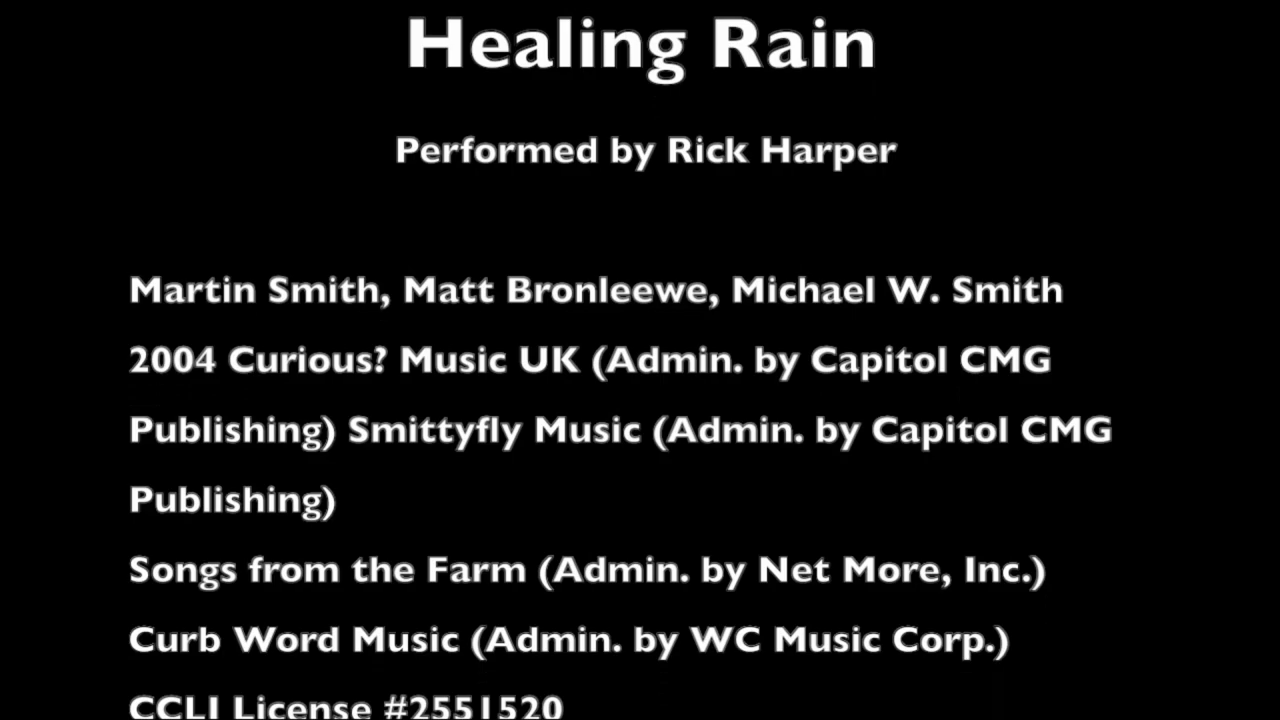 Healing Rain
Performed by Rick Harper
Martin Smith, Matt Bronleewe, Michael W. Smith
2004 Curious? Music UK (Admin. by Capitol CMG
Publishing) Smittyfly Music (Admin. by Capitol CMG
Publishing)
Songs from the Farm (Admin. by Net More, Inc.)
Curb Word Music (Admin. by WC Music Corp.)
CCLI License #2551520